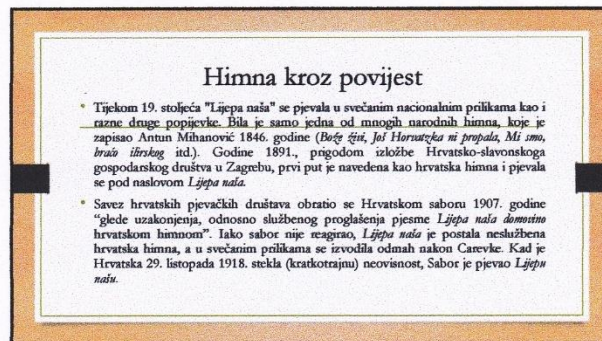 Himna kroz povijest
• Tijekom 19. stoljeća "Lijepa naša" se pjevala u svečanim nacionalnim prilikama kao i
razne druge popijevke. Bila je samo jedna od mnogih narodnih himna, koje je
zapisao Antun Mihanović 1846. godine (Bože živi, Još Horvatzka ni propala, Mi smo,
braćo ilirskog itd.). Godine 1891., prigodom izložbe Hrvatsko-slavonskoga
gospodarskog društva u Zagrebu, prvi put je navedena kao hrvatska himna i pjevala
se pod naslovom Lijepa naša.
• Savez hrvatskih pjevačkih društava obratio se Hrvatskom saboru 1907. godine
“glede uzakonjenja, odnosno službenog proglašenja pjesme Lijepa naša domovino
hrvatskom himnom”. Iako sabor nije reagirao, Lijepa naša je postala neslužbena
hrvatska himna, a u svečanim prilikama se izvodila odmah nakon Carevke. Kad je
Hrvatska 29. listopada 1918. stekla (kratkotrajnu) neovisnost, Sabor je pjevao Lijepu
našu.